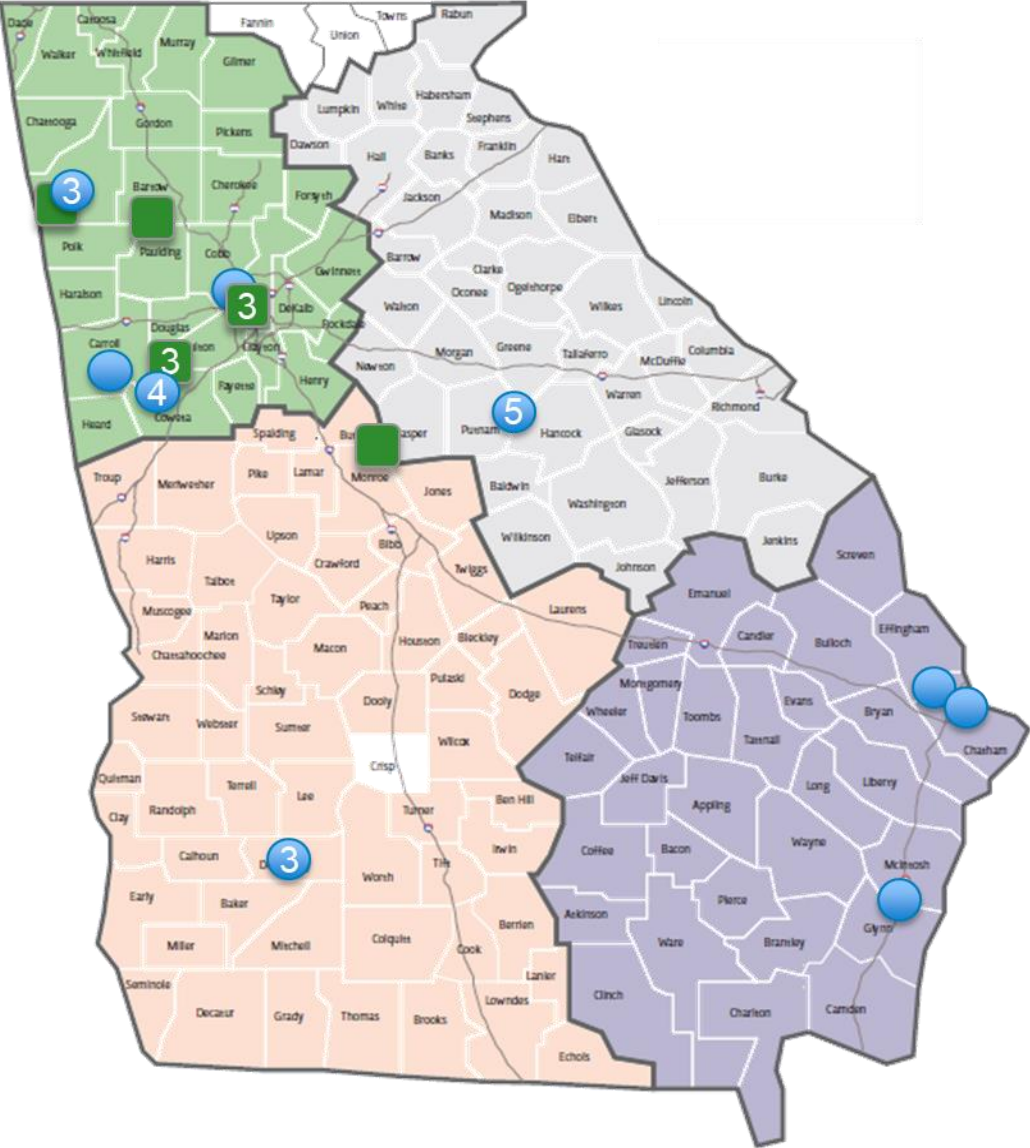 Dade
Catoosa
Fannin
Towns
Rabun
Union
Walker
Whitfield
Murray
Gilmer
Lumpkin
White
Habersham
Stephens
Chattooga
Gordon
Pickens
Dawson
Hall
Banks
Franklin
Hart
3
Barrow
Cherokee
Forsyth
Jackson
Madison
Elbert
Polk
Paulding
Cobb
Gwinnett
Barrow
Clarke
Oconee
Ogelthorpe
Haralson
3
DeKalb
Walton
Wilkes
Lincoln
Douglas
Rockdale
Carroll
3
lton
Clayton
Newton
Morgan
Greene
Taliaferro
McDuffie
Columbia
4
Fayette
Henry
Warren
Richmond
Heard
Coweta
5
Spalding
Bu
asper
Putnam
Hancock
Glasock
Troup
Meriwether
Pike
Lamar
Monroe
Jones
Baldwin
Washington
Jefferson
Burke
Upson
Bibb
Wilkinson
Jenkins
Harris
Talbot
Crawford
Twiggs
Johnson
Screven
Muscogee
Taylor
Peach
Laurens
Emanuel
Marion
Chattahoochee
Macon
Houston
Bleckley
Treutlen
Candler
Bulloch
Effingham
Schley
Pulaski
Dodge
Montgomery
Stewart
Webster
Sumter
Dooly
Wheeler
Toombs
Evans
Bryan
Wilcox
Tattnall
Chatham
Quitman
Crisp
Telfair
Jeff Davis
Long
Liberty
Clay
Randolph
Terrell
Lee
Turner
Ben Hill
Appling
Calhoun
D
3
Worth
Tift
Irwin
Coffee
Bacon
Wayne
McIntosh
Early
Baker
Atkinson
Pierce
Glynn
Miller
Mitchell
Colquitt
Cook
Berrien
Ware
Brantley
Seminole
Lanier
Decatur
Grady
Thomas
Brooks
Lowndes
Clinch
Charlton
Camden
Echols